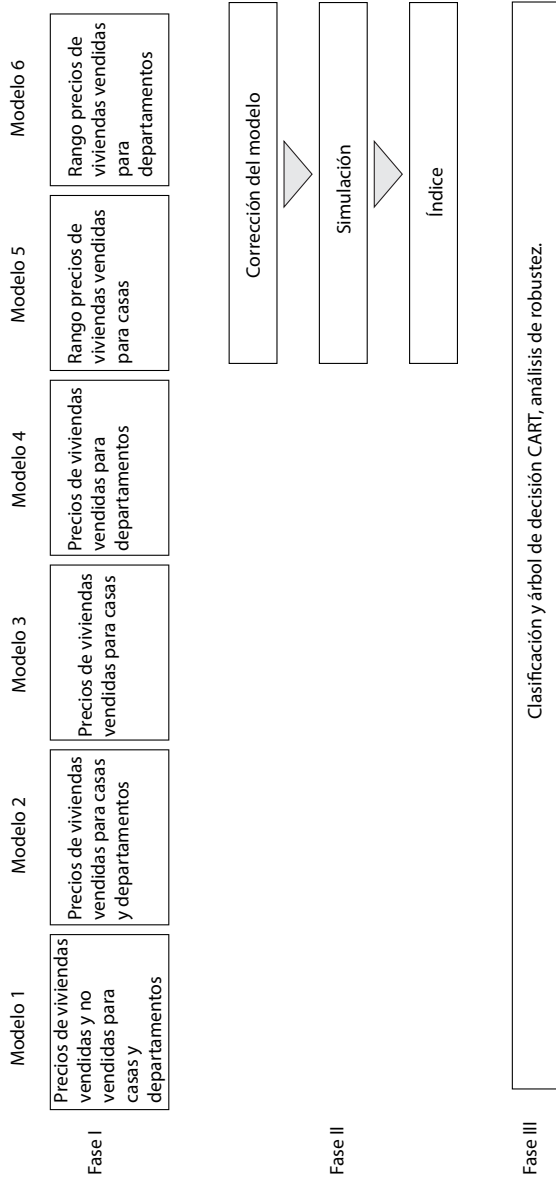 Modelo 1
Modelo 2
Modelo 3
Modelo 4
Modelo 5
Modelo 6
Fase I
Precios de viviendas
vendidas y no
vendidas para
casas y
departamentos
Precios de viviendas
vendidas para casas
y departamentos
Precios de viviendas
vendidas para casas
Precios de viviendas
vendidas para
departamentos
Rango precios de
viviendas vendidas
para casas
Rango precios de
viviendas vendidas
para
departamentos
Fase II
Corrección del modelo
Simulación
Índice
Fase III
Clasificación y árbol de decisión CART, análisis de robustez.